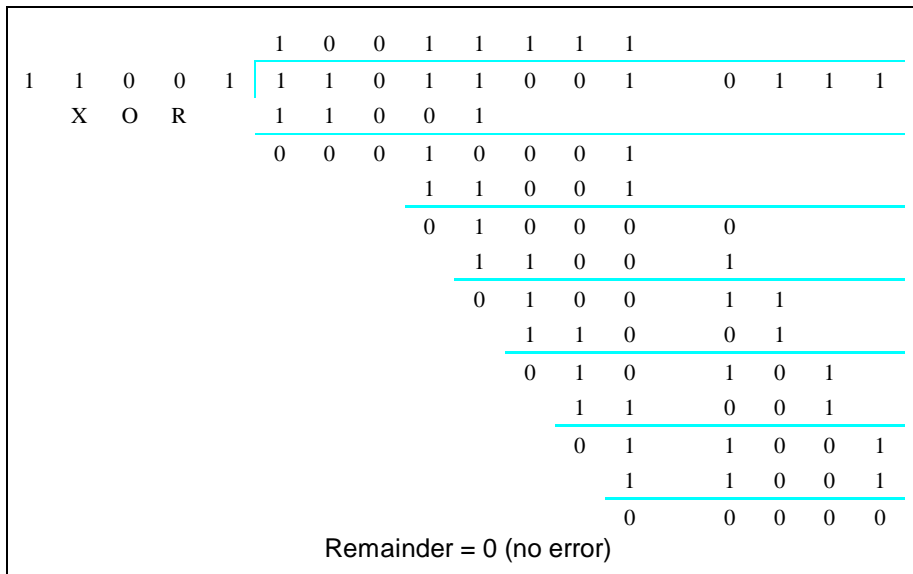 1 0 0 1 1 1 1 1
1 1 0 0 1 1 1 0 1 1 0 0 1 0 1 1 1
X O R 1 1 0 0 1
0 0 0 1 0 0 0 1
1 1 0 0 1
0 1 0 0 0 0
1 1 0 0 1
0 1 0 0 1 1
1 1 0 0 1
0 1 0 1 0 1
1 1 0 0 1
0 1 1 0 0 1
1 1 0 0 1
0 0 0 0 0
Remainder = 0 (no error)